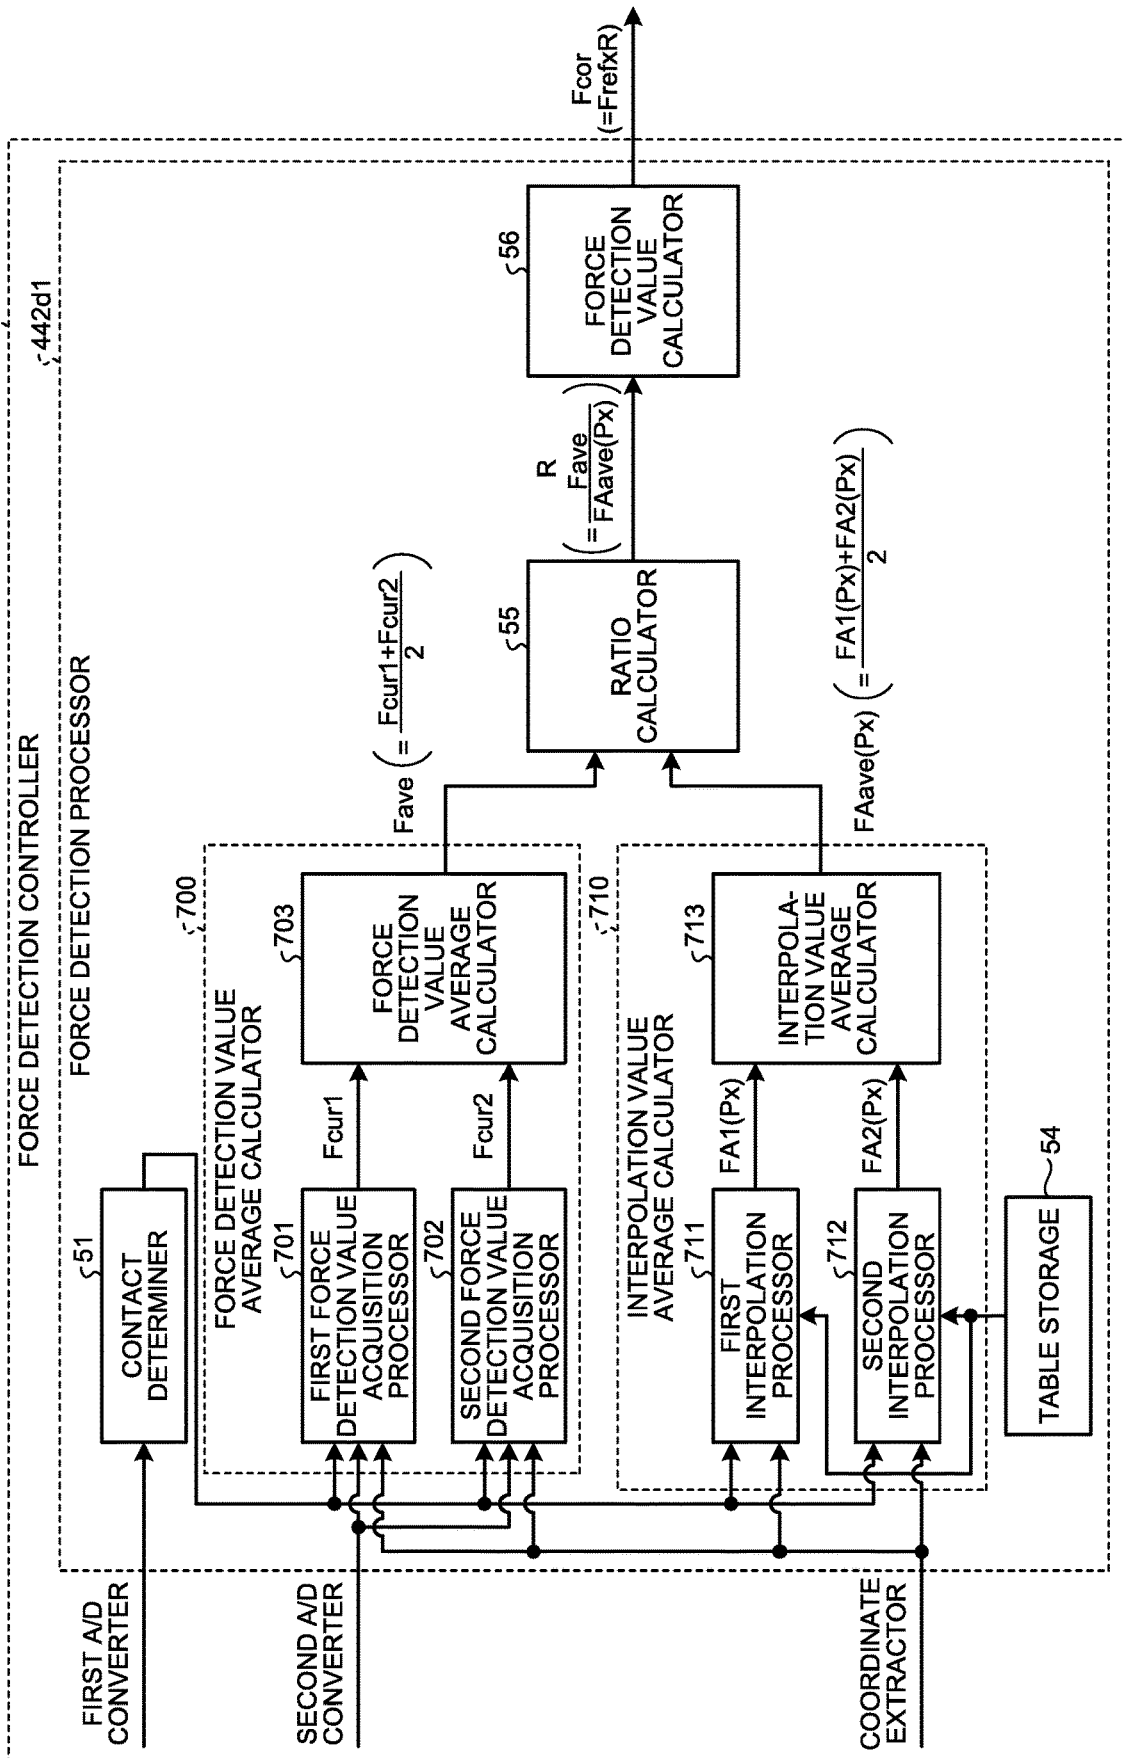 FORCE DETECTION CONTROLLER
442d1
FORCE DETECTION PROCESSOR
FIRST A/D
CONVERTER
51
CONTACT
DETERMINER
SECOND A/D
CONVERTER
700
FORCE DETECTION VALUE
AVERAGE CALCULATOR
701
FIRST FORCE
DETECTION VALUE
ACQUISITION
PROCESSOR
Fcur1
702
SECOND FORCE
DETECTION VALUE
ACQUISITION
PROCESSOR
Fcur2
703
FORCE
DETECTION
VALUE
AVERAGE
CALCULATOR
Fave (= Fcur1+Fcur2
2 )
COORDINATE
EXTRACTOR
710
INTERPOLATION VALUE
AVERAGE CALCULATOR
711
FIRST
INTERPOLATION
PROCESSOR
FA1(Px)
712
SECOND
INTERPOLATION
PROCESSOR
FA2(Px)
713
INTERPOLA-
TION VALUE
AVERAGE
CALCULATOR
FAave(Px) (= FA1(Px)+FA2(Px)
2 )
TABLE STORAGE
54
55
RATIO
CALCULATOR
R
(= Fave
FAave(Px) )
56
FORCE
DETECTION
VALUE
CALCULATOR
Fcor
(=FrefxR)